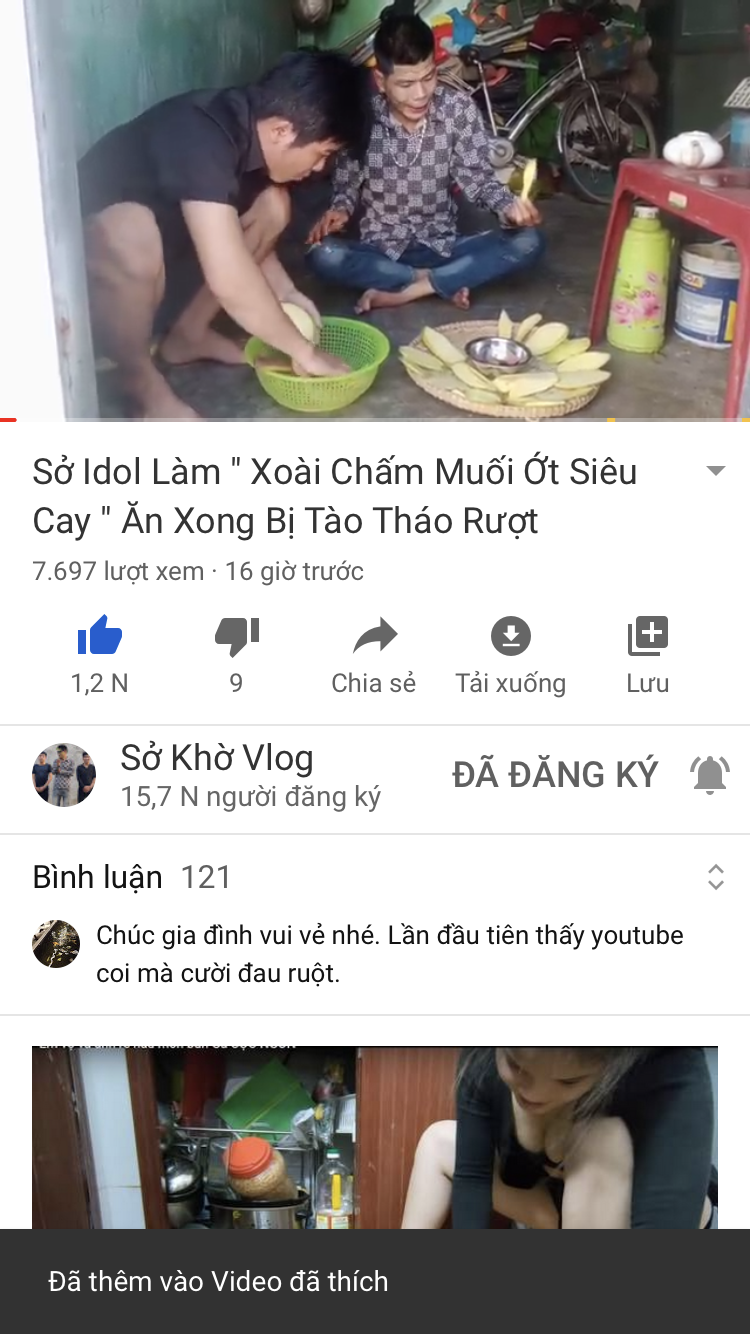 Sở Idol Làm " Xoài Chấm Muối Ớt Siêu
Cay " Ăn Xong Bị Tào Tháo Rượt
7.697 lượt xem · 16 giờ trước
1,2 N
9
Chia sẻ
Tải xuống
Lưu
Sở Khờ Vlog
15,7 N người đăng ký
ĐÃ ĐĂNG KÝ
Bình luận 121
Chúc gia đình vui vẻ nhé. Lần đầu tiên thấy youtube
coi mà cười đau ruột.
Đã thêm vào Video đã thích